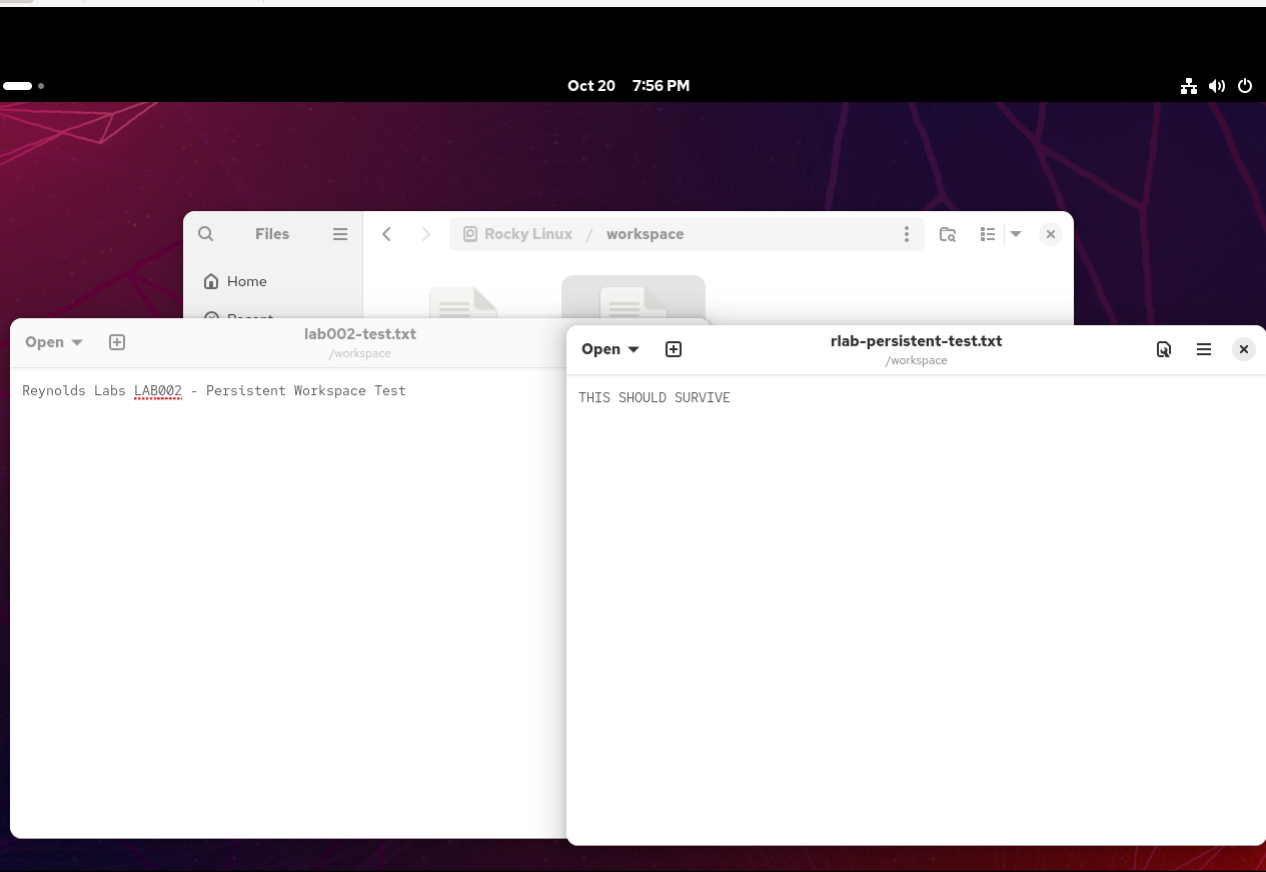 Oct 20 7:56 PM
Files
Rocky Linux / workspace
Home
Recent
Open
lab002-test.txt
/workspace
Reynolds Labs LAB002 - Persistent Workspace Test
Open
rlab-persistent-test.txt
/workspace
THIS SHOULD SURVIVE